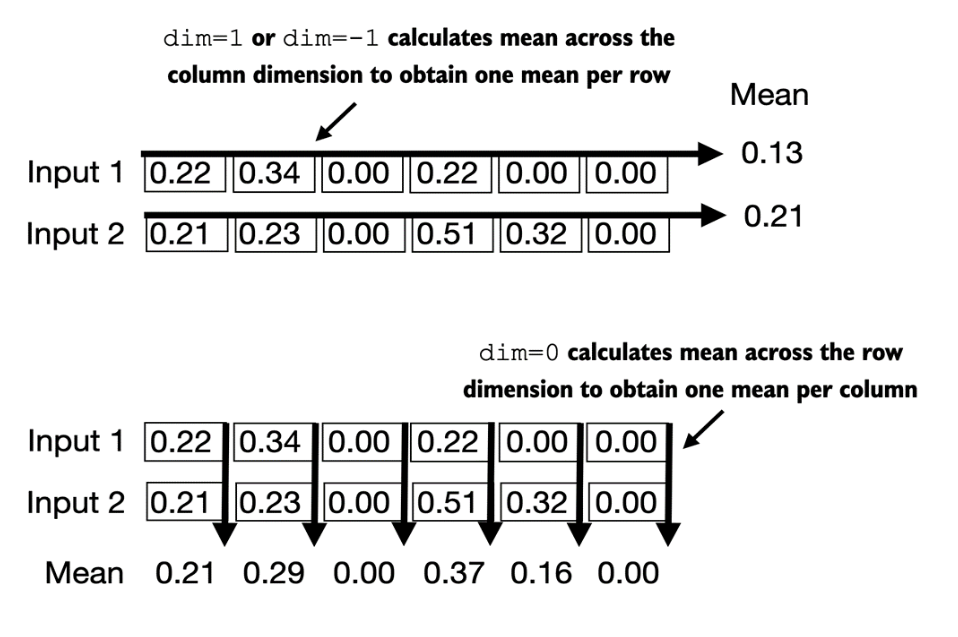 dim=1 or dim=-1 calculates mean across the
column dimension to obtain one mean per row
Mean
Input 1 0.22 0.34 0.00 0.22 0.00 0.00 0.13
Input 2 0.21 0.23 0.00 0.51 0.32 0.00 0.21
dim=0 calculates mean across the row
dimension to obtain one mean per column
Input 1 0.22 0.34 0.00 0.22 0.00 0.00
Input 2 0.21 0.23 0.00 0.51 0.32 0.00
Mean 0.21 0.29 0.00 0.37 0.16 0.00